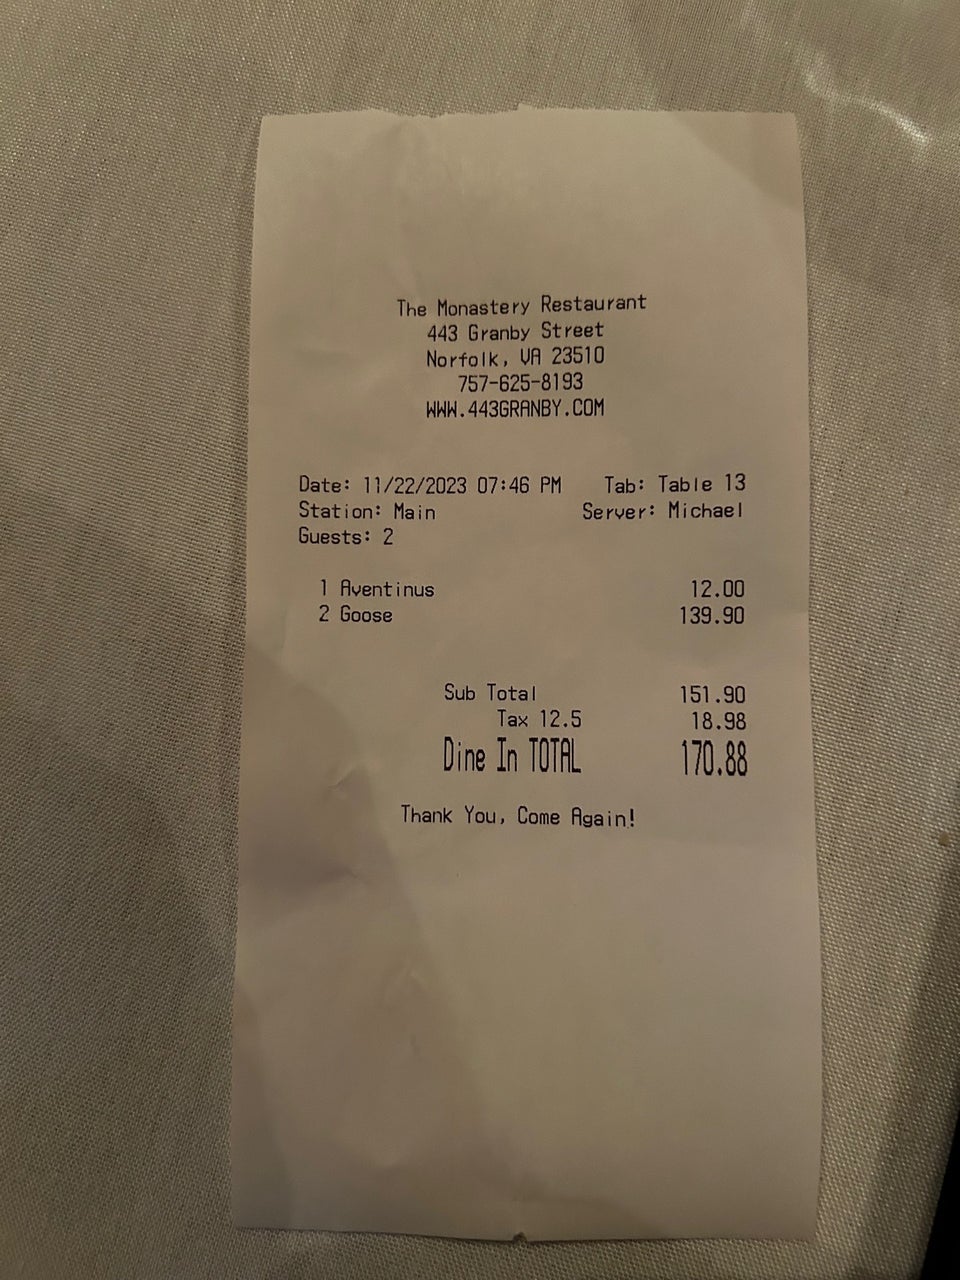 The Monastery Restaurant
443 Granby Street
Norfolk, VA 23510
757-625-8193
WWW.443GRANBY.COM
Date: 11/22/2023 07:46 PM Tab: Table 13
Station: Main Server: Michael
Guests: 2
1 Aventinus 12.00
2 Goose 139.90
Sub Total 151.90
Tax 12.5 18.98
Dine In TOTAL 170.88
Thank You, Come Again!